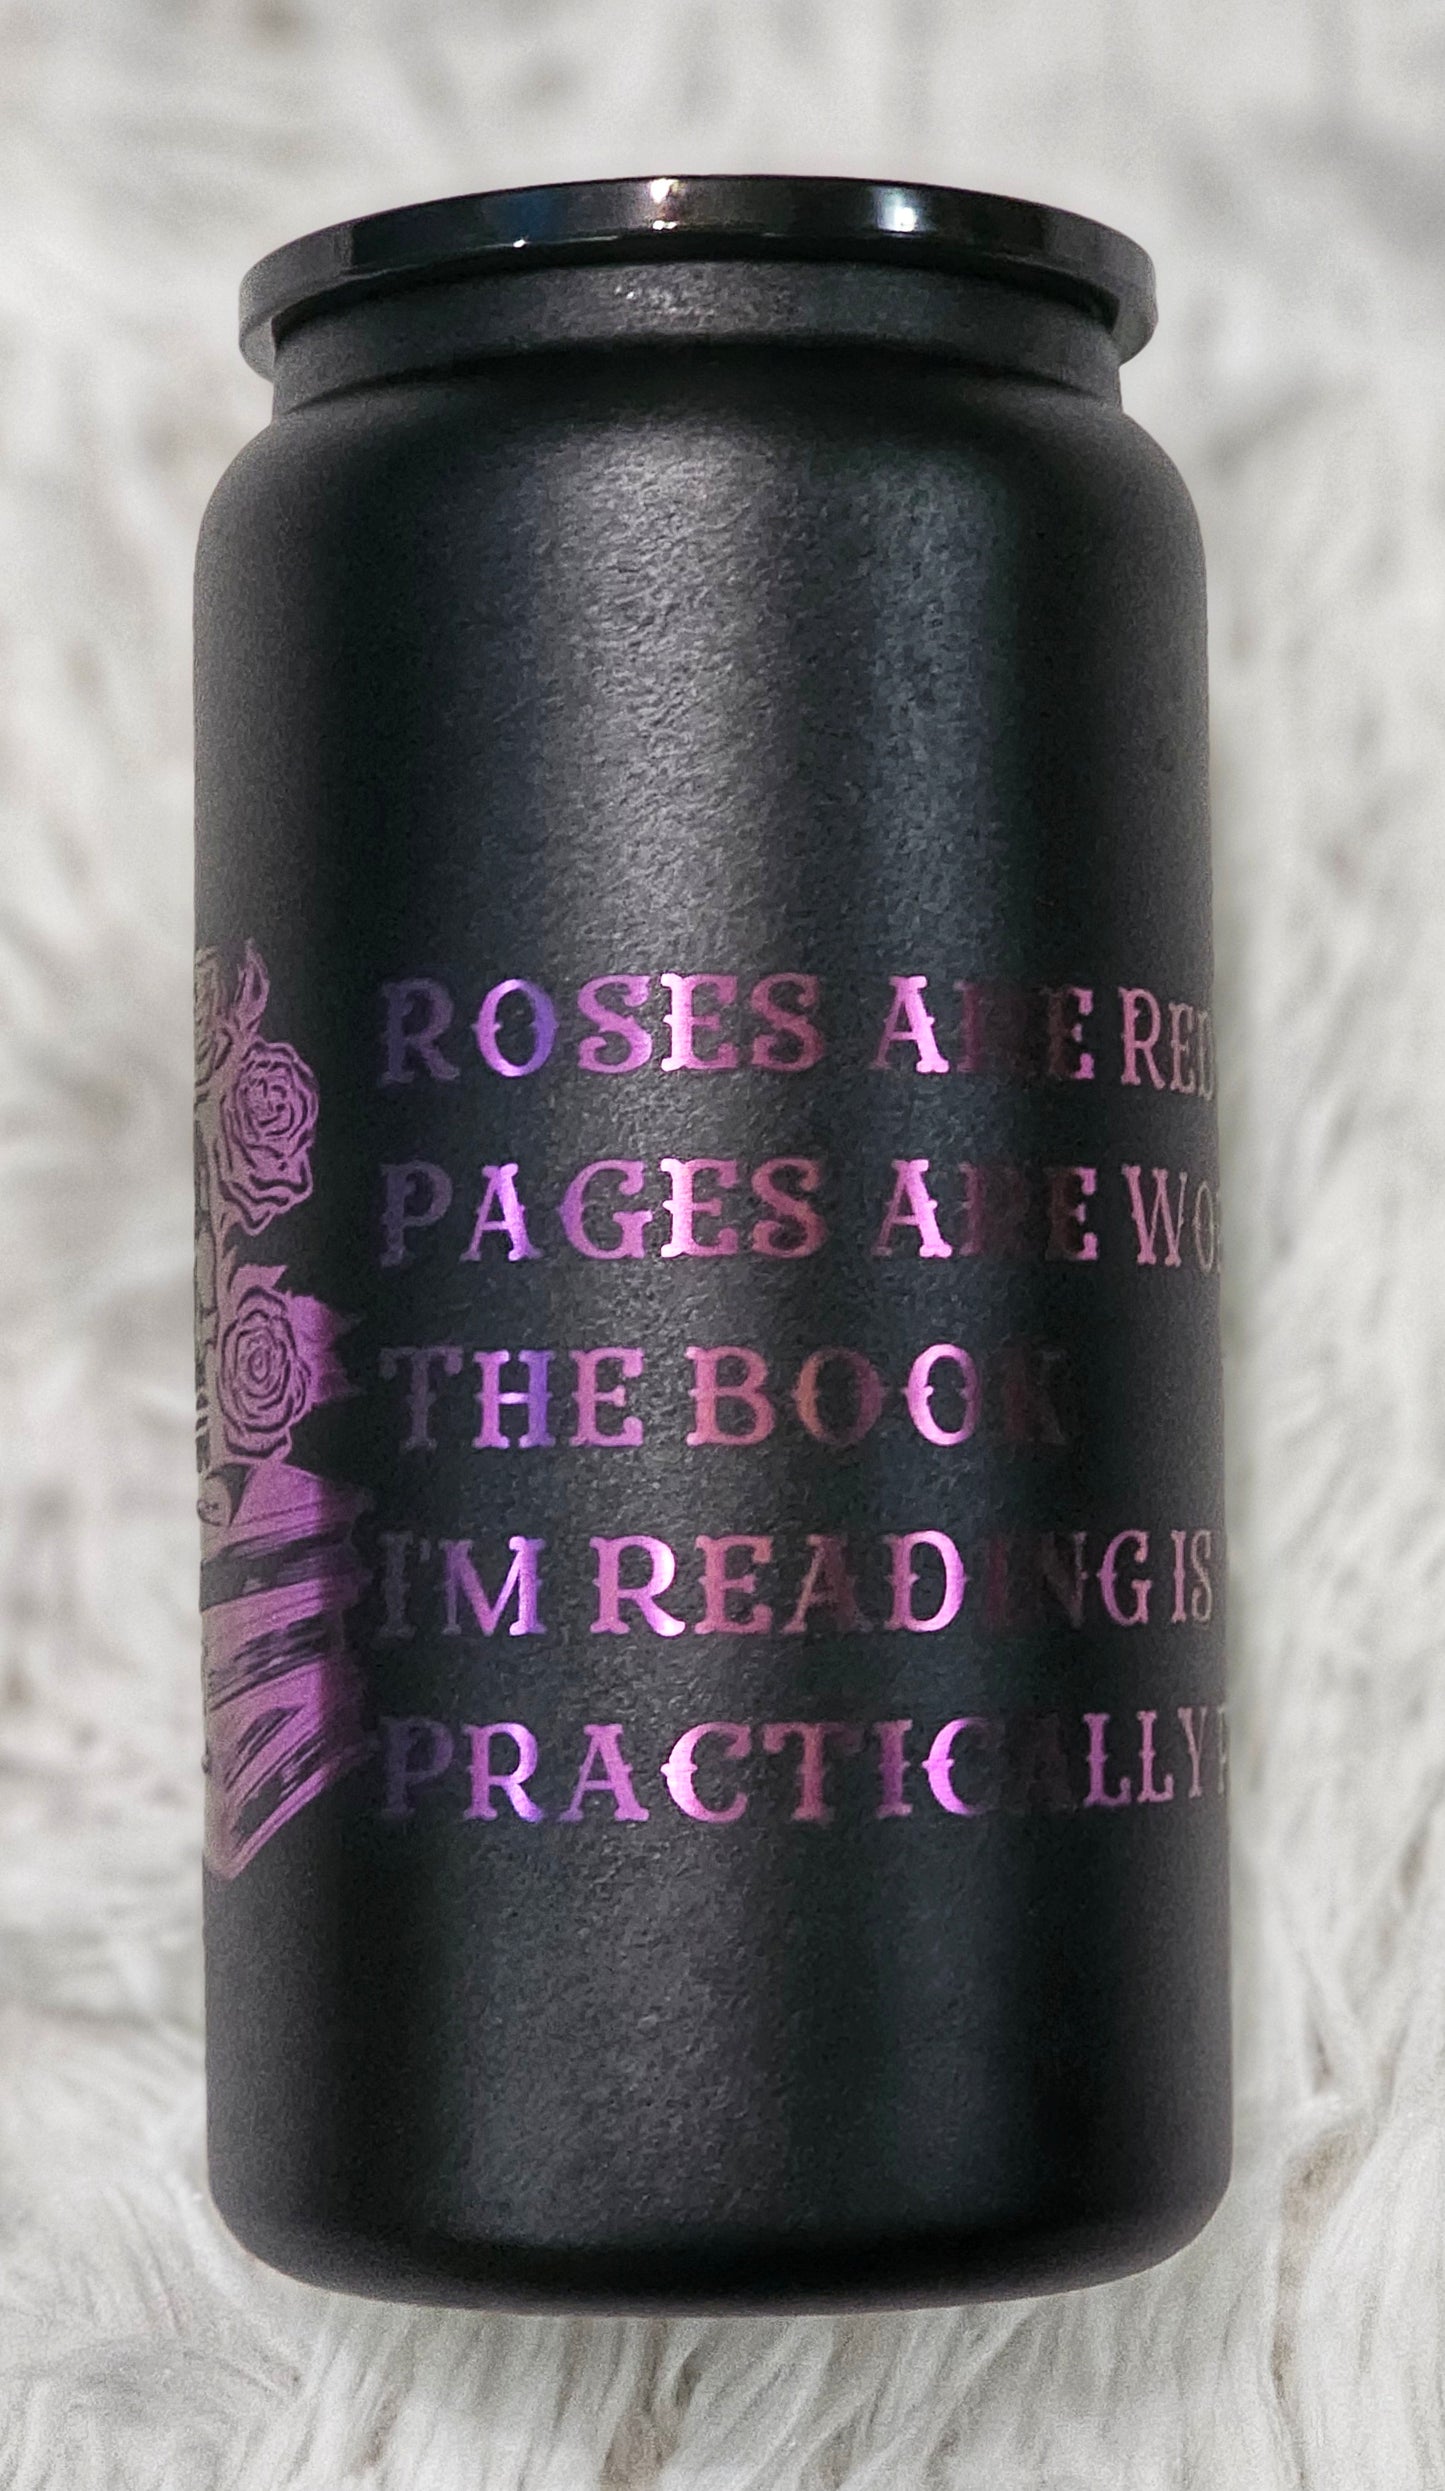 ROSES ARE RED
PAGES ARE
THE BOOK
I'M READING IS
PRACTICALLY